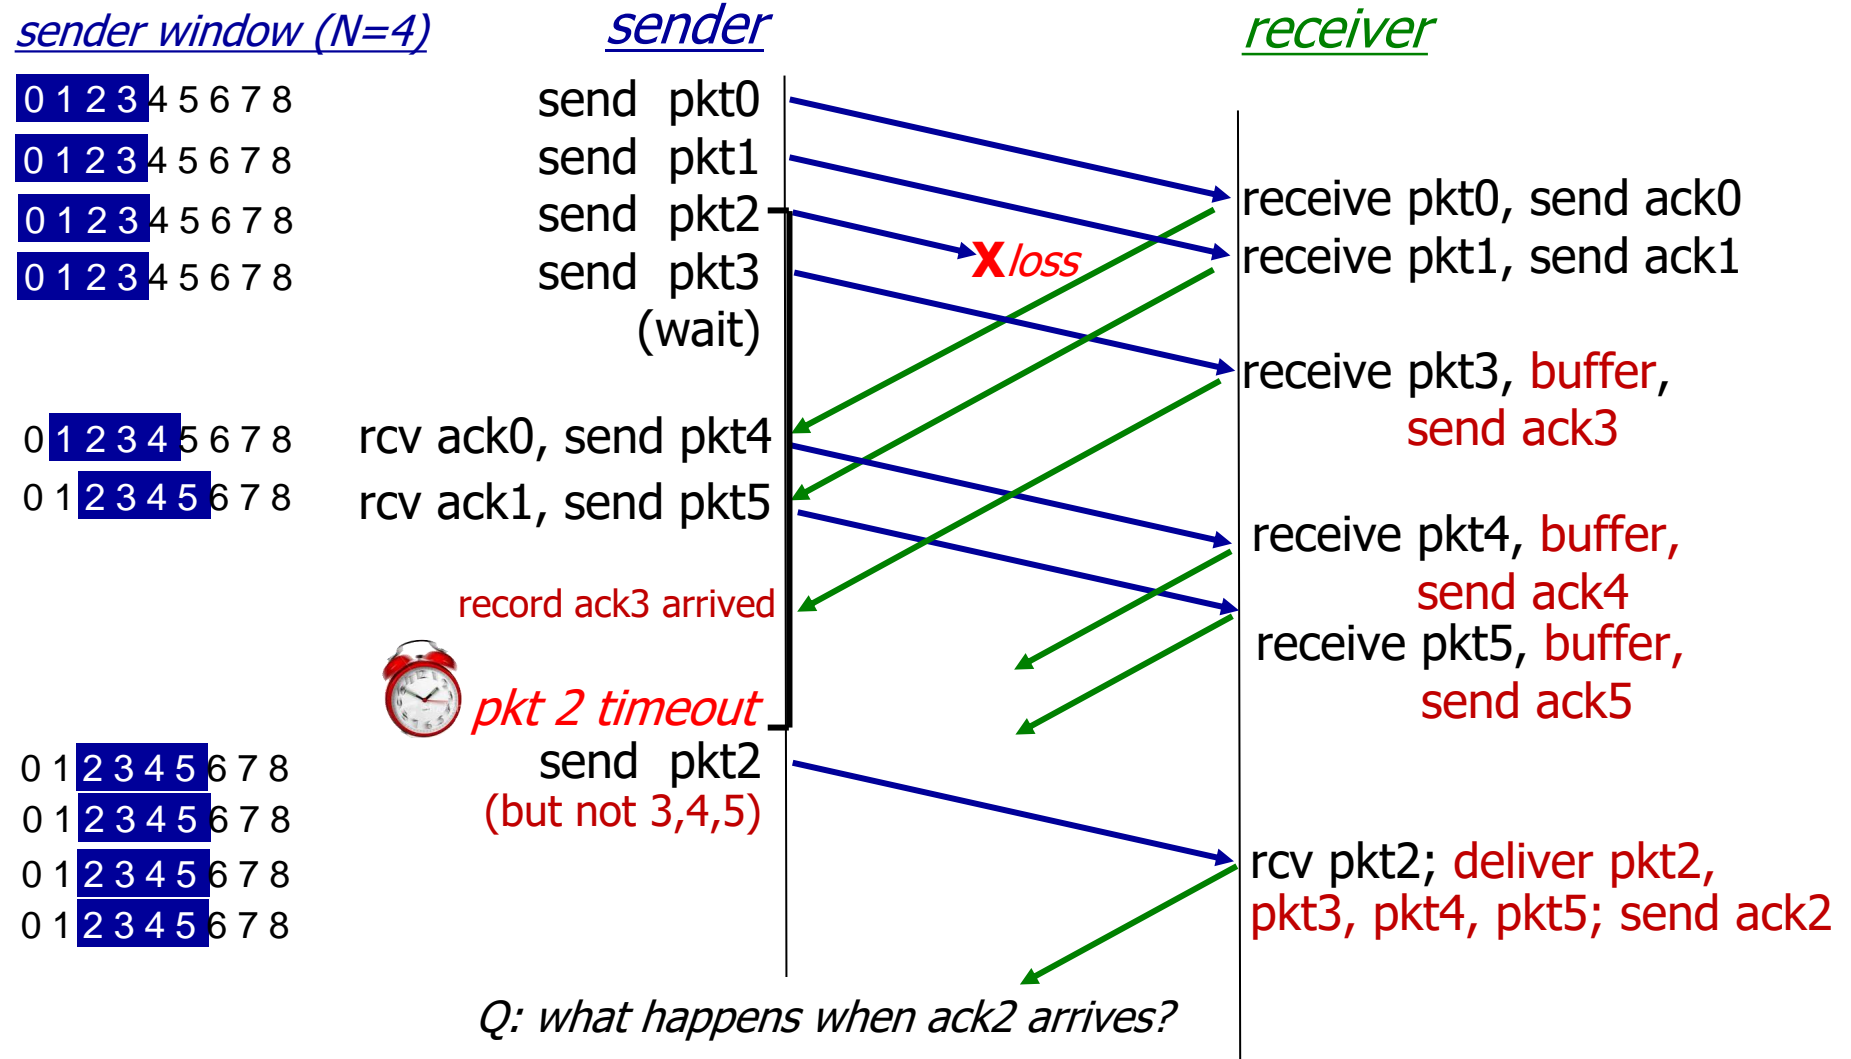 sender window (N=4) sender receiver
0 1 2 3 4 5 6 7 8 send pkt0
0 1 2 3 4 5 6 7 8 send pkt1
receive pkt0, send ack0
0 1 2 3 4 5 6 7 8 send pkt2
X loss
receive pkt1, send ack1
0 1 2 3 4 5 6 7 8 send pkt3
(wait)
receive pkt3, buffer,
send ack3
0 1 2 3 4 5 6 7 8 rcv ack0, send pkt4
0 1 2 3 4 5 6 7 8 rcv ack1, send pkt5
receive pkt4, buffer,
send ack4
record ack3 arrived
receive pkt5, buffer,
send ack5
pkt 2 timeout
0 1 2 3 4 5 6 7 8 send pkt2
0 1 2 3 4 5 6 7 8 (but not 3,4,5)
0 1 2 3 4 5 6 7 8 rcv pkt2; deliver pkt2,
0 1 2 3 4 5 6 7 8 pkt3, pkt4, pkt5; send ack2
Q: what happens when ack2 arrives?